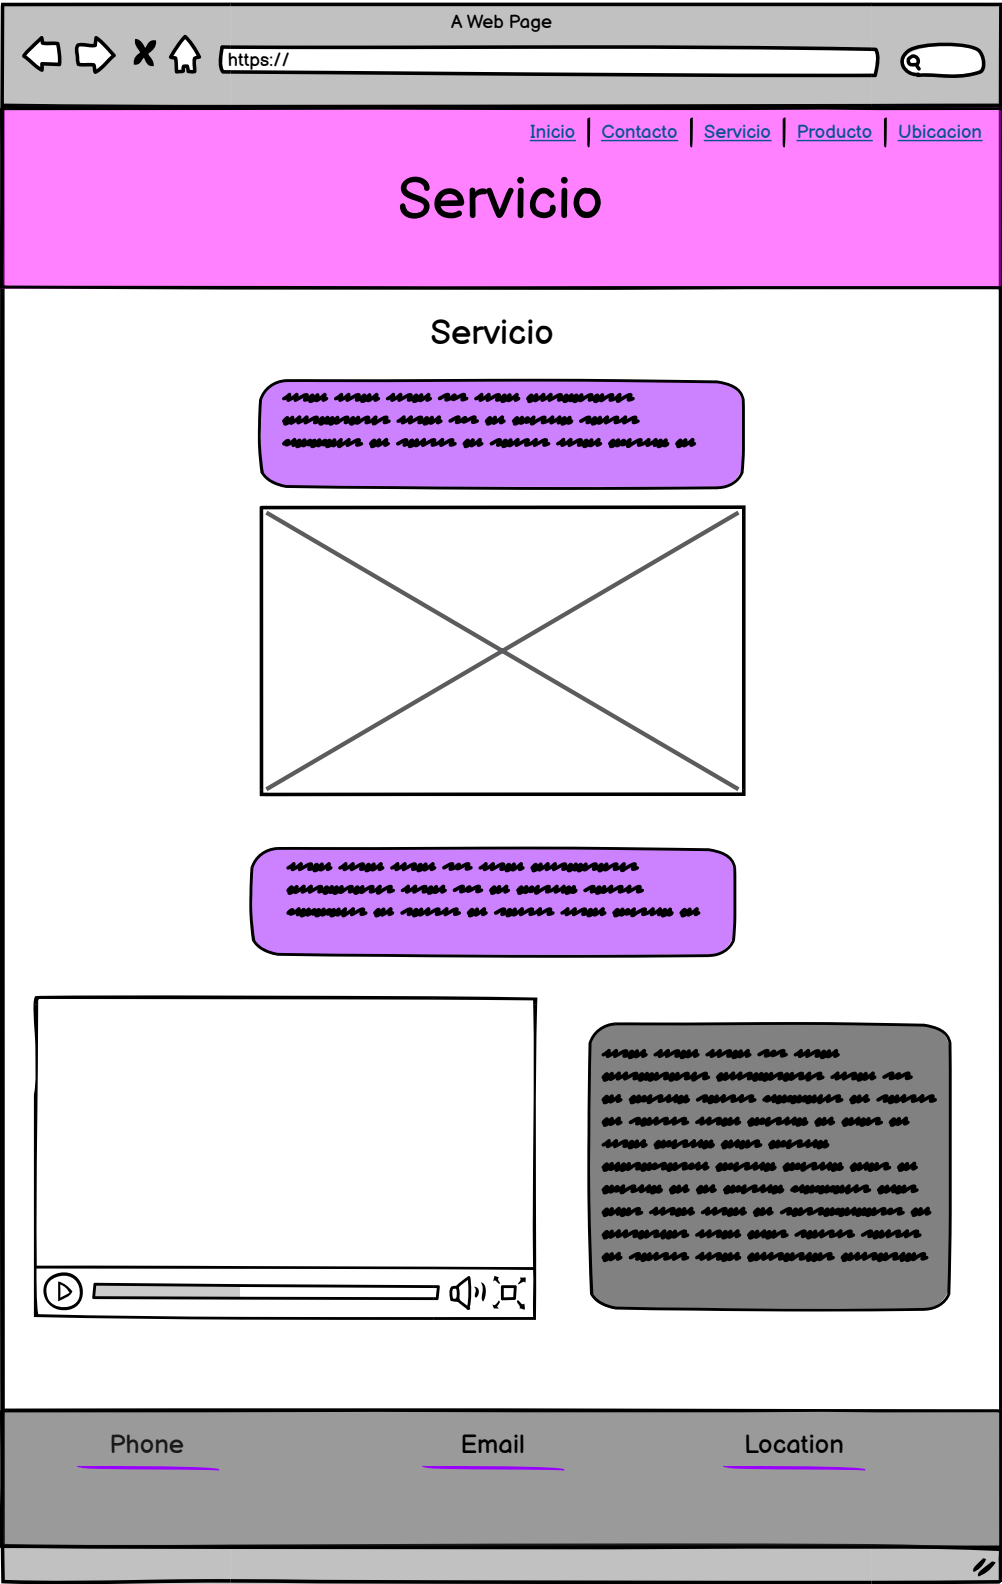 A Web Page
https://
Inicio | Contacto | Servicio | Producto | Ubicacion
Servicio
Servicio
Phone Email Location